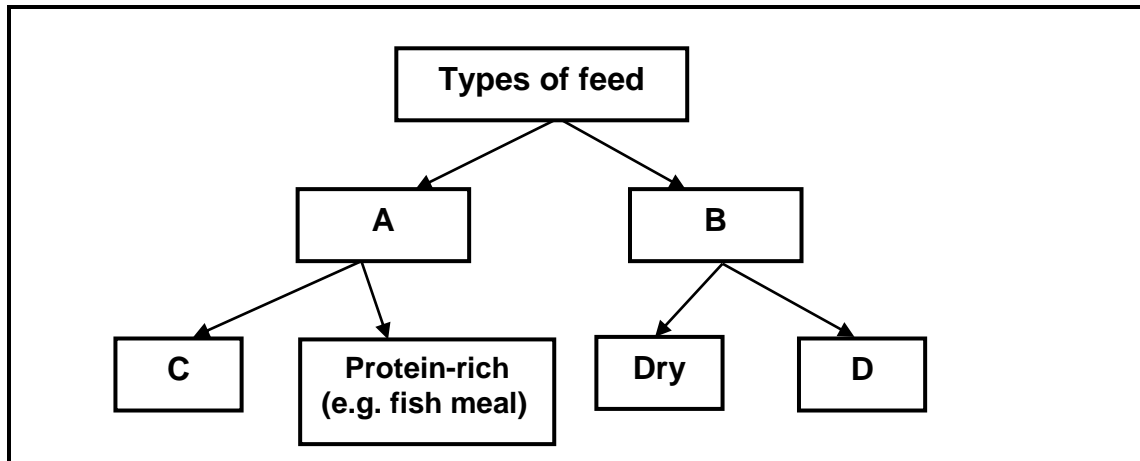 Types of feed
A
B
C
Protein-rich
(e.g. fish meal)
Dry
D